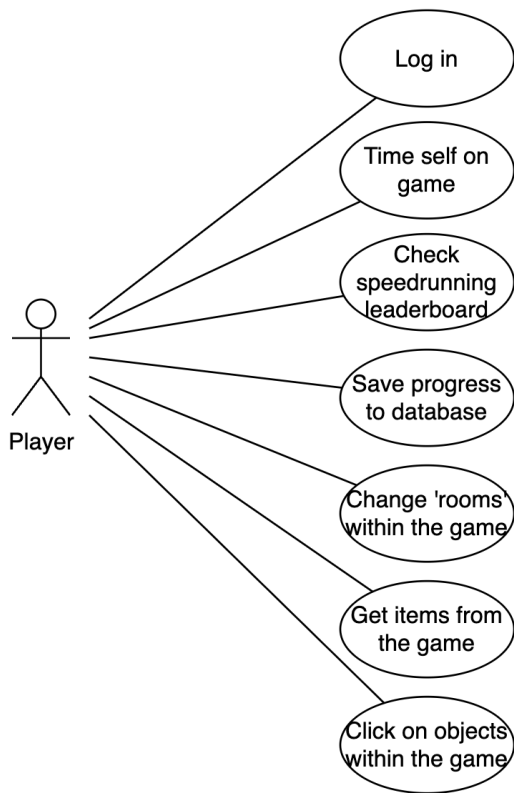 Log in
Time self on
game
Check
speedrunning
leaderboard
Save progress
to database
Player
Change 'rooms'
within the game
Get items from
the game
Click on objects
within the game